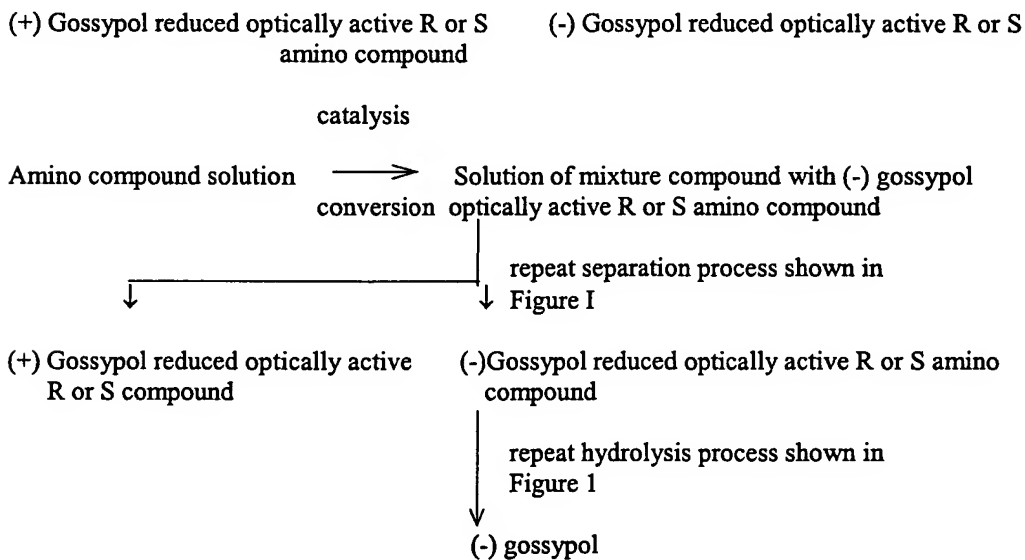 (+) Gossypol reduced optically active R or S (-) Gossypol reduced optically active R or S
amino compound
catalysis
Amino compound solution Solution of mixture compound with (-) gossypol
conversion optically active R or S amino compound
repeat separation process shown in
Figure I
(+) Gossypol reduced optically active (-)Gossypol reduced optically active R or S amino
R or S compound compound
repeat hydrolysis process shown in
Figure 1
(-) gossypol